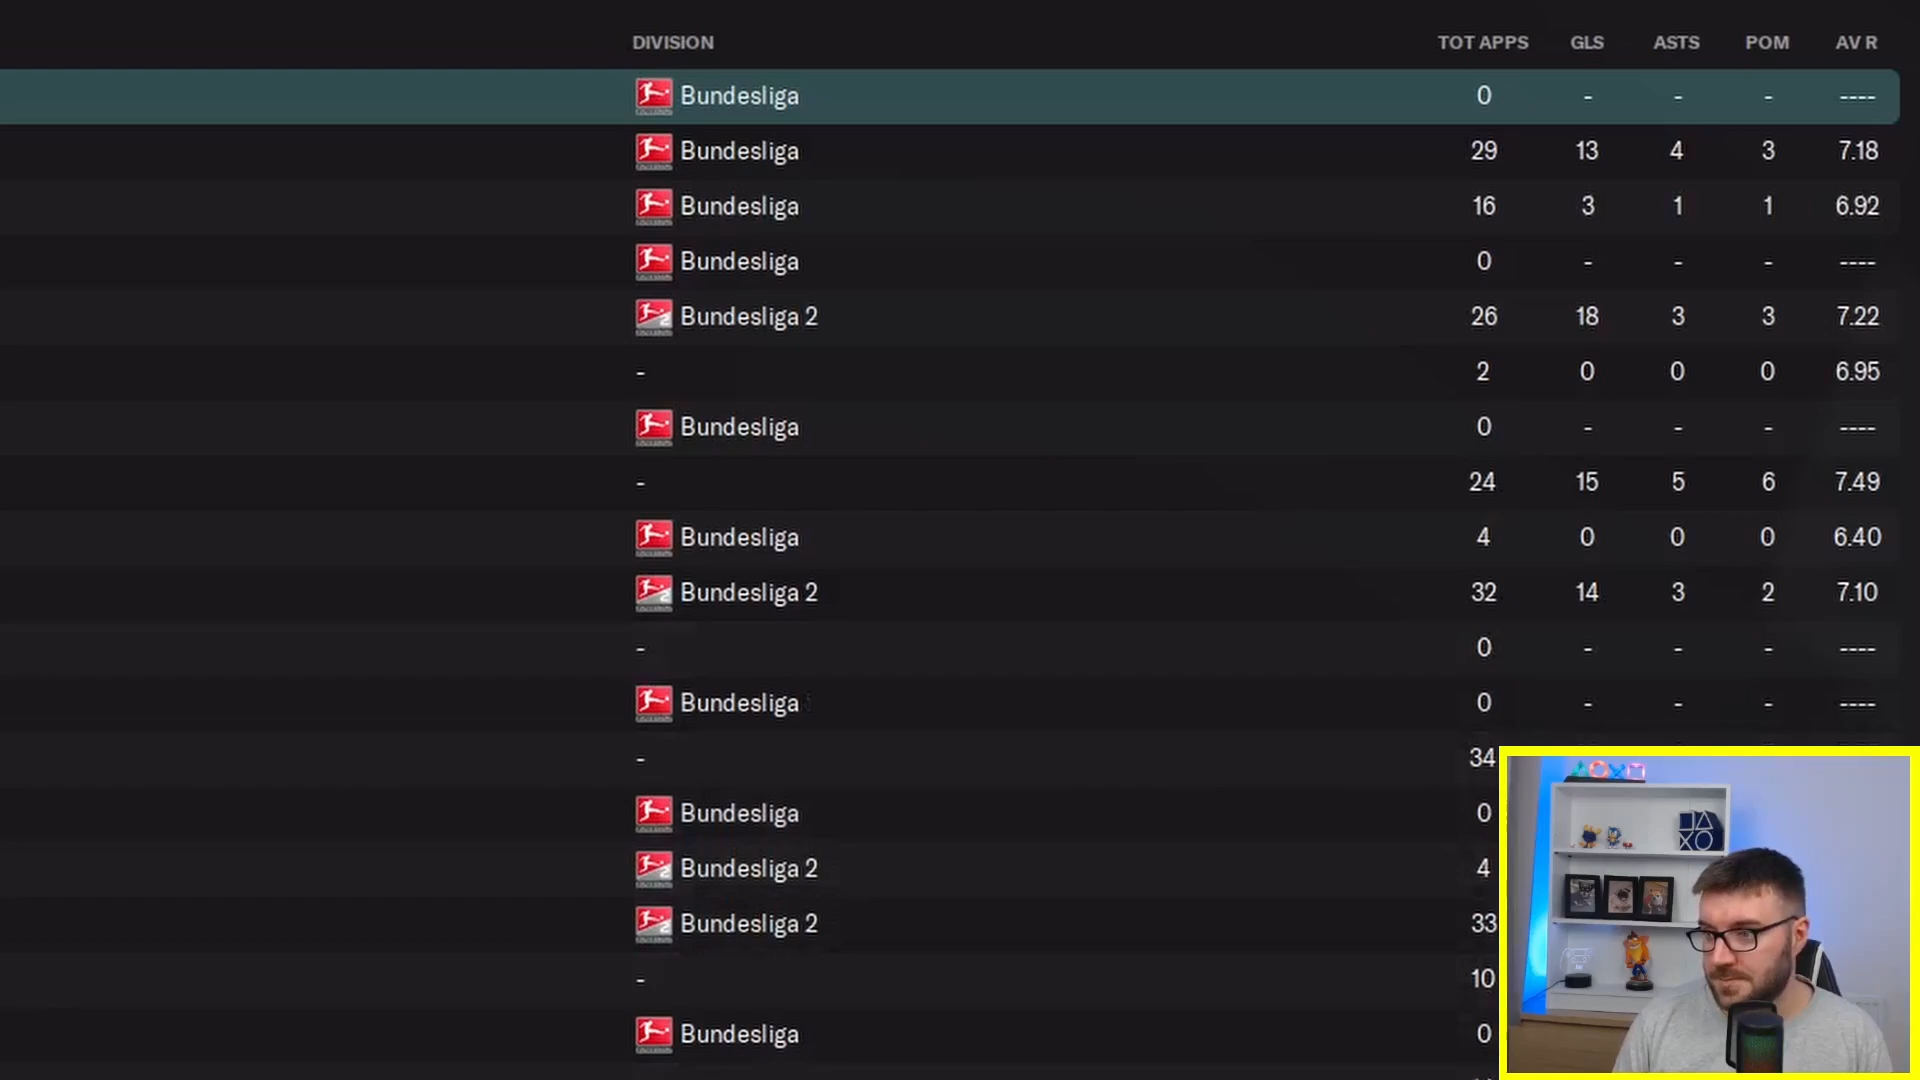 DIVISION TOT APPS GLS ASTS POM AV R
Bundesliga 0 - - - ----
Bundesliga 29 13 4 3 7.18
Bundesliga 16 3 1 1 6.92
Bundesliga 0 - - - ----
Bundesliga 2 26 18 3 3 7.22
- 2 0 0 0 6.95
Bundesliga 0 - - - ----
- 24 15 5 6 7.49
Bundesliga 4 0 0 0 6.40
Bundesliga 2 32 14 3 2 7.10
- 0 - - - ----
Bundesliga 0 - - - ----
- 34
Bundesliga 0
Bundesliga 2 4
Bundesliga 2 33
- 10
Bundesliga 0